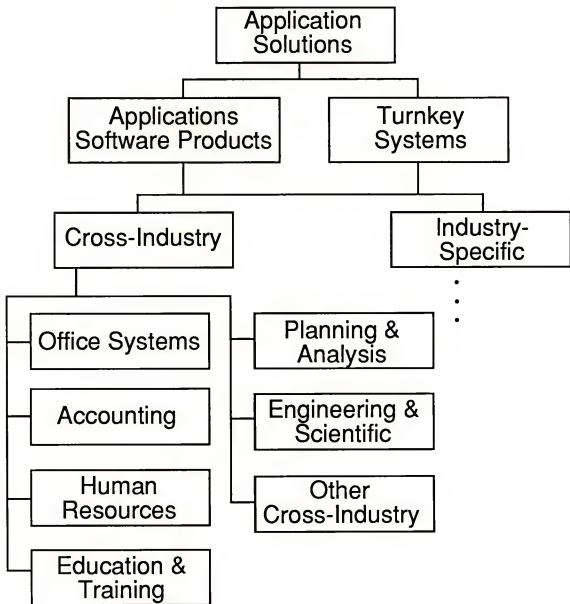 Application
Solutions
Applications
Software Products
Turnkey
Systems
Cross-Industry
Industry-
Specific
Office Systems
Accounting
Human
Resources
Education &
Training
Planning &
Analysis
Engineering &
Scientific
Other
Cross-Industry